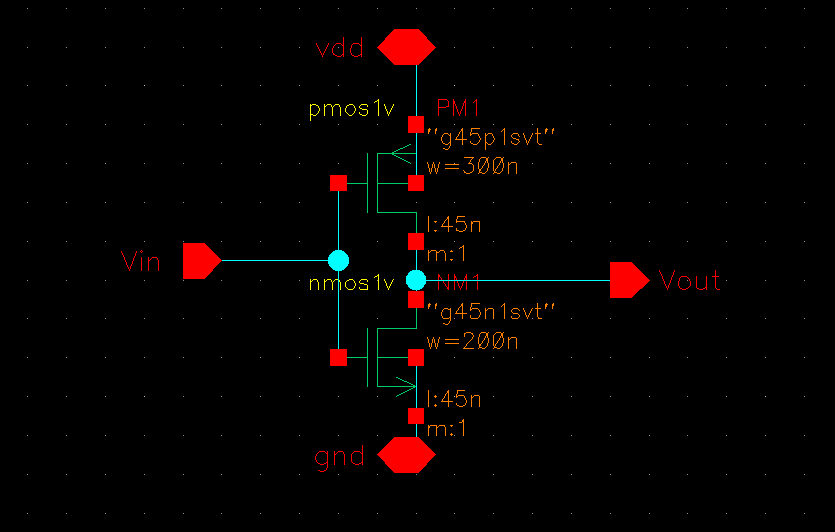 vdd
pmos1v PM1
"g45p1svt"
w=300n
l:45n
m:1
Vin
nmos1v NM1
Vout
"g45n1svt"
w=200n
l:45n
m:1
gnd